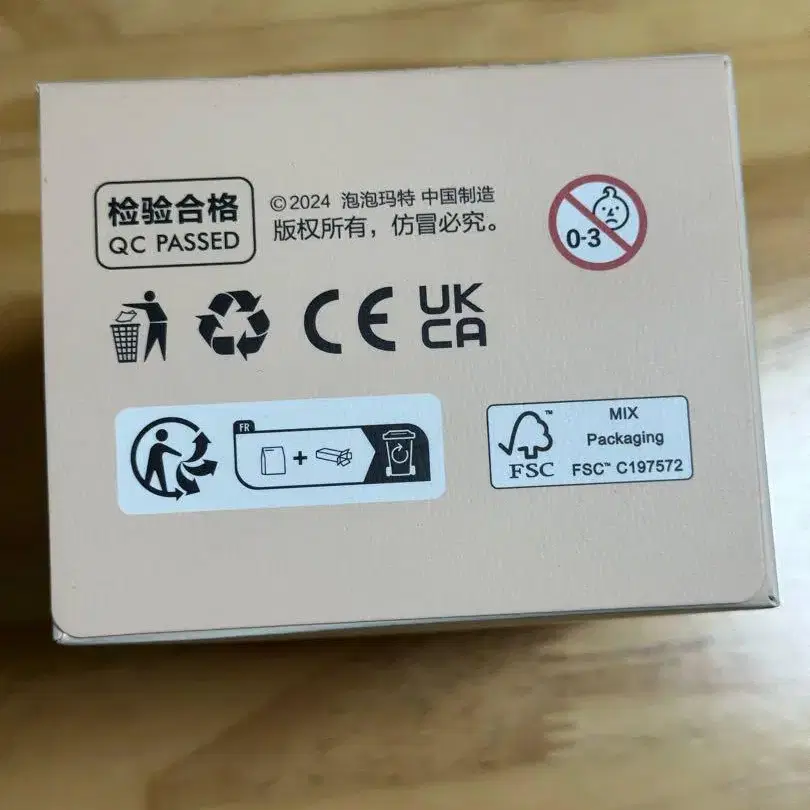 检验合格
QC PASSED
©2024 泡泡玛特 中国制造
版权所有，仿冒必究。
0-3
CE
UK
CA
FR
FSC™
MIX
Packaging
FSC™ C197572